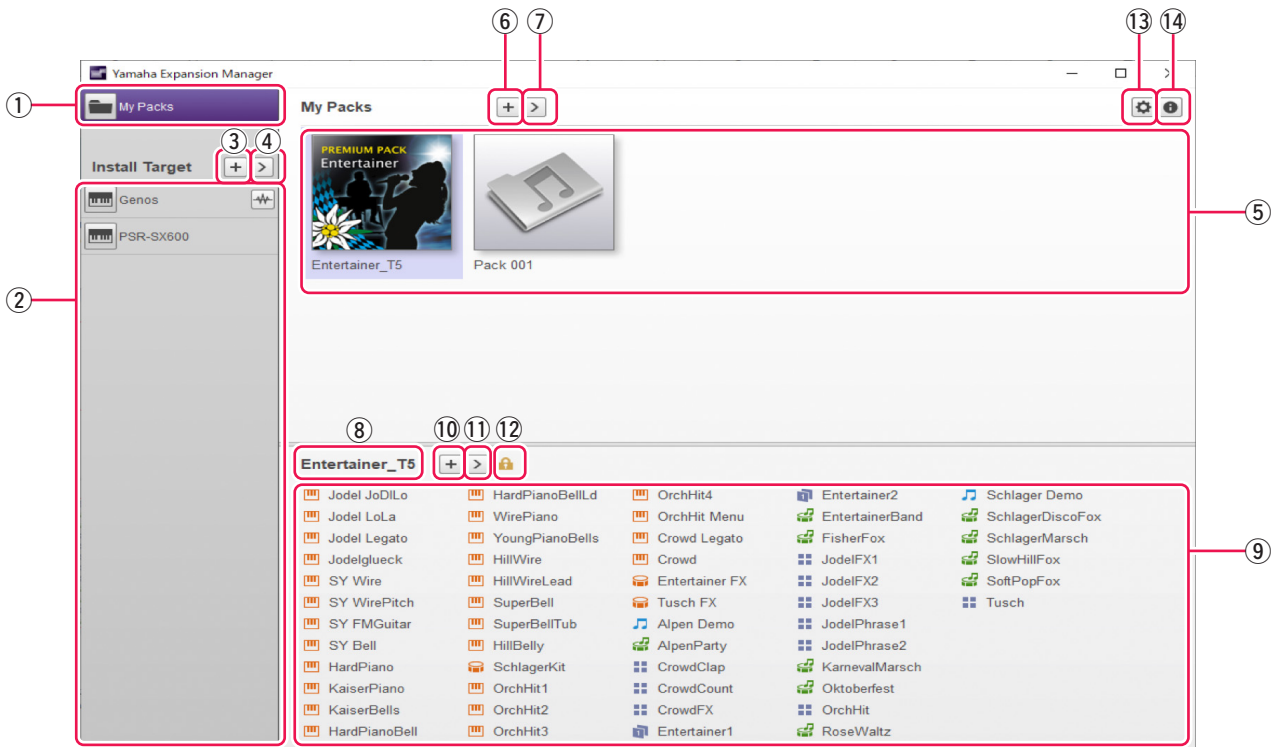 ⑥ ⑦ ⑬ ⑭
Yamaha Expansion Manager
① My Packs
My Packs
③ ④
Install Target
PREMIUM PACK
Entertainer
Genos
PSR-SX600
⑤
Entertainer_T5
Pack 001
②
⑧ ⑩ ⑪ ⑫
Entertainer_T5
Jodel JoDlLo
Jodel LoLa
Jodel Legato
Jodelglueck
SY Wire
SY WirePitch
SY FMGuitar
SY Bell
HardPiano
KaiserPiano
KaiserBells
HardPianoBell
HardPianoBellLd
WirePiano
YoungPianoBells
HillWire
HillWireLead
SuperBell
SuperBellTub
HillBelly
SchlagerKit
OrchHit1
OrchHit2
OrchHit3
OrchHit4
OrchHit Menu
Crowd Legato
Crowd
Entertainer FX
Tusch FX
Alpen Demo
AlpenParty
CrowdClap
CrowdCount
CrowdFX
Entertainer1
Entertainer2
EntertainerBand
FisherFox
JodelFX1
JodelFX2
JodelFX3
JodelPhrase1
JodelPhrase2
KarnevalMarsch
Oktoberfest
OrchHit
RoseWaltz
Schlager Demo
SchlagerDiscoFox
SchlagerMarsch
SlowHillFox
SoftPopFox
Tusch
⑨